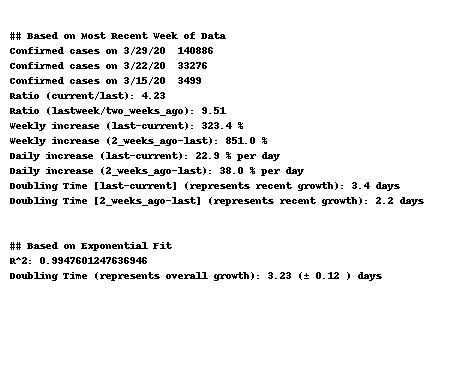 ## Based on Most Recent Week of Data
Confirmed cases on 3/29/20  140886
Confirmed cases on 3/22/20  33276
Confirmed cases on 3/15/20  3499
Ratio (current/last): 4.23
Ratio (lastweek/two_weeks_ago): 9.51
Weekly increase (last-current): 323.4 %
Weekly increase (2_weeks_ago-last): 851.0 %
Daily increase (last-current): 22.9 % per day
Daily increase (2_weeks_ago-last): 38.0 % per day
Doubling Time [last-current] (represents recent growth): 3.4 days
Doubling Time [2_weeks_ago-last] (represents recent growth): 2.2 days
## Based on Exponential Fit
R^2: 0.9947601247636946
Doubling Time (represents overall growth): 3.23 (± 0.12 ) days